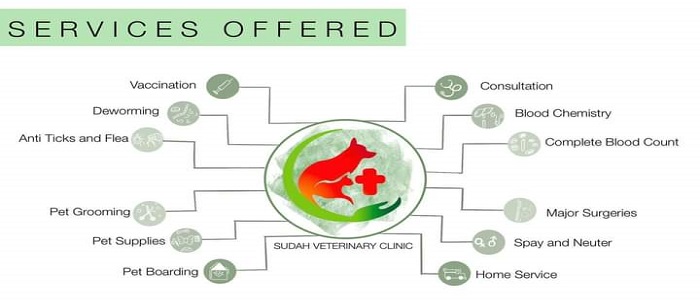 SERVICES OFFERED
Vaccination
Deworming
Anti Ticks and Flea
Pet Grooming
Pet Supplies
Pet Boarding
SUDAH VETERINARY CLINIC
Consultation
Blood Chemistry
Complete Blood Count
Major Surgeries
Spay and Neuter
Home Service